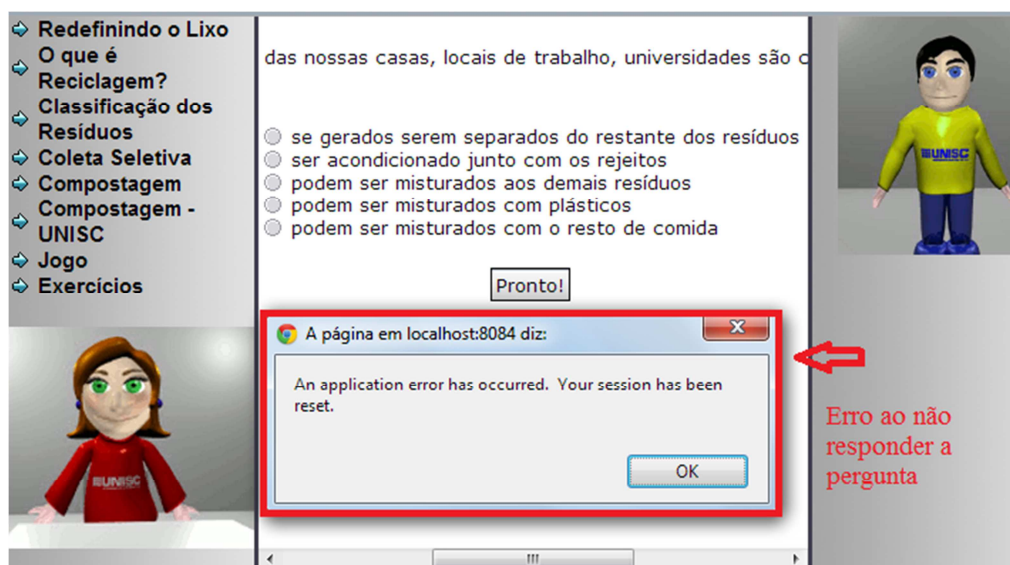 Redefinindo o Lixo
O que é
Reciclagem?
Classificação dos
Resíduos
Coleta Seletiva
Compostagem
Compostagem -
UNISC
Jogo
Exercícios
das nossas casas, locais de trabalho, universidades são c
se gerados serem separados do restante dos resíduos
ser acondicionado junto com os rejeitos
podem ser misturados aos demais resíduos
podem ser misturados com plásticos
podem ser misturados com o resto de comida
Pronto!
A página em localhost:8084 diz:
An application error has occurred. Your session has been
reset.
OK
Erro ao não
responder a
pergunta
UNISC
UNISC